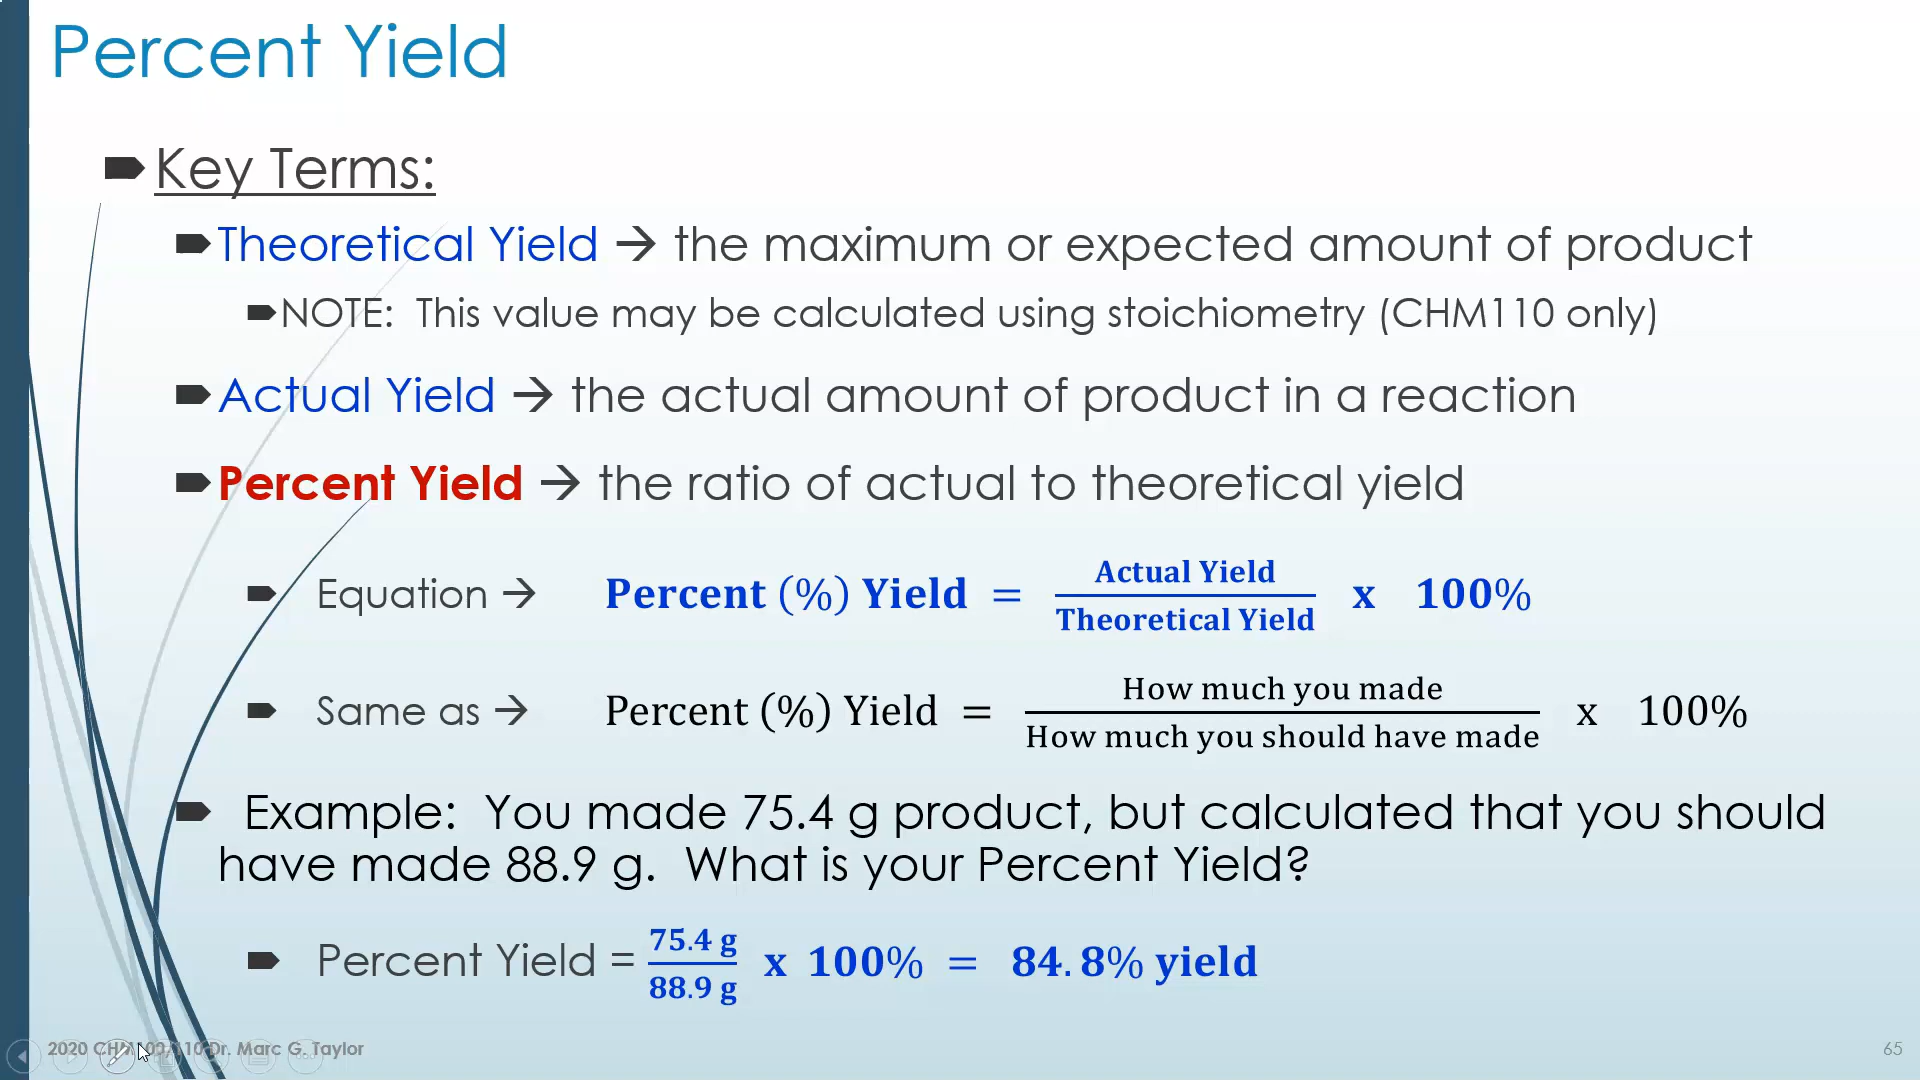 Percent Yield
Key Terms:
Theoretical Yield → the maximum or expected amount of product
NOTE: This value may be calculated using stoichiometry (CHM110 only)
Actual Yield → the actual amount of product in a reaction
Percent Yield → the ratio of actual to theoretical yield
Equation → Percent (%) Yield = Actual Yield / Theoretical Yield x 100%
Same as → Percent (%) Yield = How much you made / How much you should have made x 100%
Example: You made 75.4 g product, but calculated that you should
have made 88.9 g. What is your Percent Yield?
Percent Yield = 75.4 g / 88.9 g x 100% = 84.8% yield
2020 CHM100/110 Dr. Marc G. Taylor
65